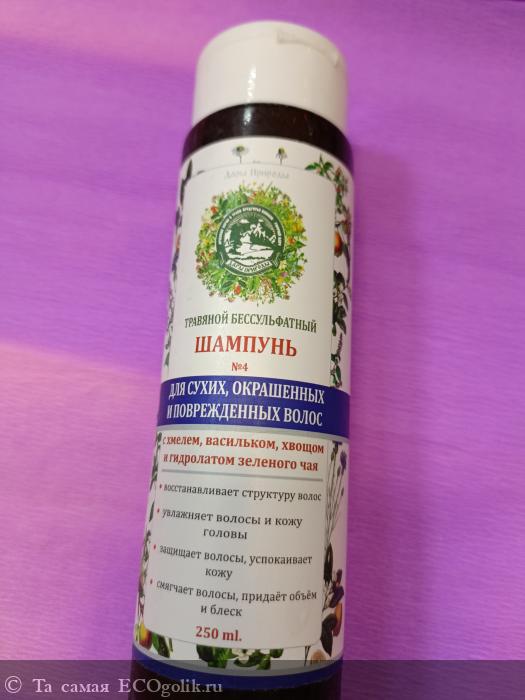 Дары Природы
ДАРЫ ПРИРОДЫ
ТРАВЯНОЙ БЕССУЛЬФАТНЫЙ
ШАМПУНЬ
№4
ДЛЯ СУХИХ, ОКРАШЕННЫХ
И ПОВРЕЖДЕННЫХ ВОЛОС
с хмелем, васильком, хвощом
и гидролатом зеленого чая
• восстанавливает структуру волос
• увлажняет волосы и кожу
головы
• защищает волосы, успокаивает
кожу
• смягчает волосы, придаёт объём
и блеск
250 ml.
© Та самая ECOgolik.ru